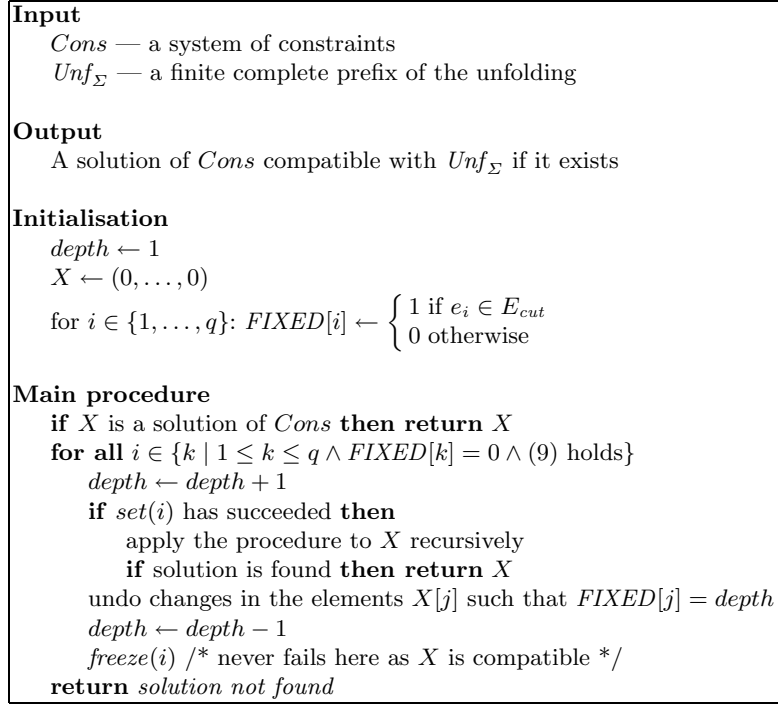 Input
Cons — a system of constraints
Unf_Σ — a finite complete prefix of the unfolding
Output
A solution of Cons compatible with Unf_Σ if it exists
Initialisation
depth ← 1
X ← (0, . . . , 0)
for i ∈ {1, . . . , q}: FIXED[i] ← { 1 if e_i ∈ E_cut
0 otherwise
Main procedure
if X is a solution of Cons then return X
for all i ∈ {k | 1 ≤ k ≤ q ∧ FIXED[k] = 0 ∧ (9) holds}
depth ← depth + 1
if set(i) has succeeded then
apply the procedure to X recursively
if solution is found then return X
undo changes in the elements X[j] such that FIXED[j] = depth
depth ← depth − 1
freeze(i) /* never fails here as X is compatible */
return solution not found